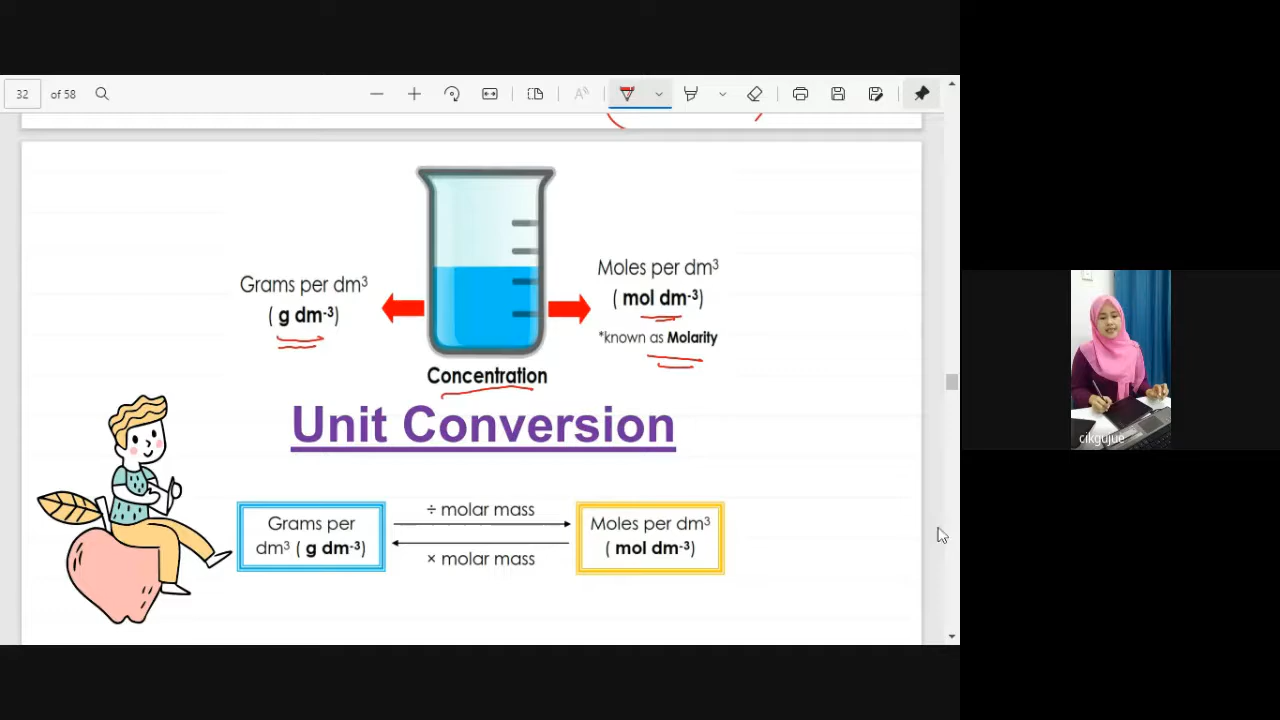 32 of 58
Grams per dm³
( g dm⁻³)
Moles per dm³
( mol dm⁻³)
*known as Molarity
Concentration
Unit Conversion
Grams per
dm³ ( g dm⁻³)
÷ molar mass
× molar mass
Moles per dm³
( mol dm⁻³)
cikgujue